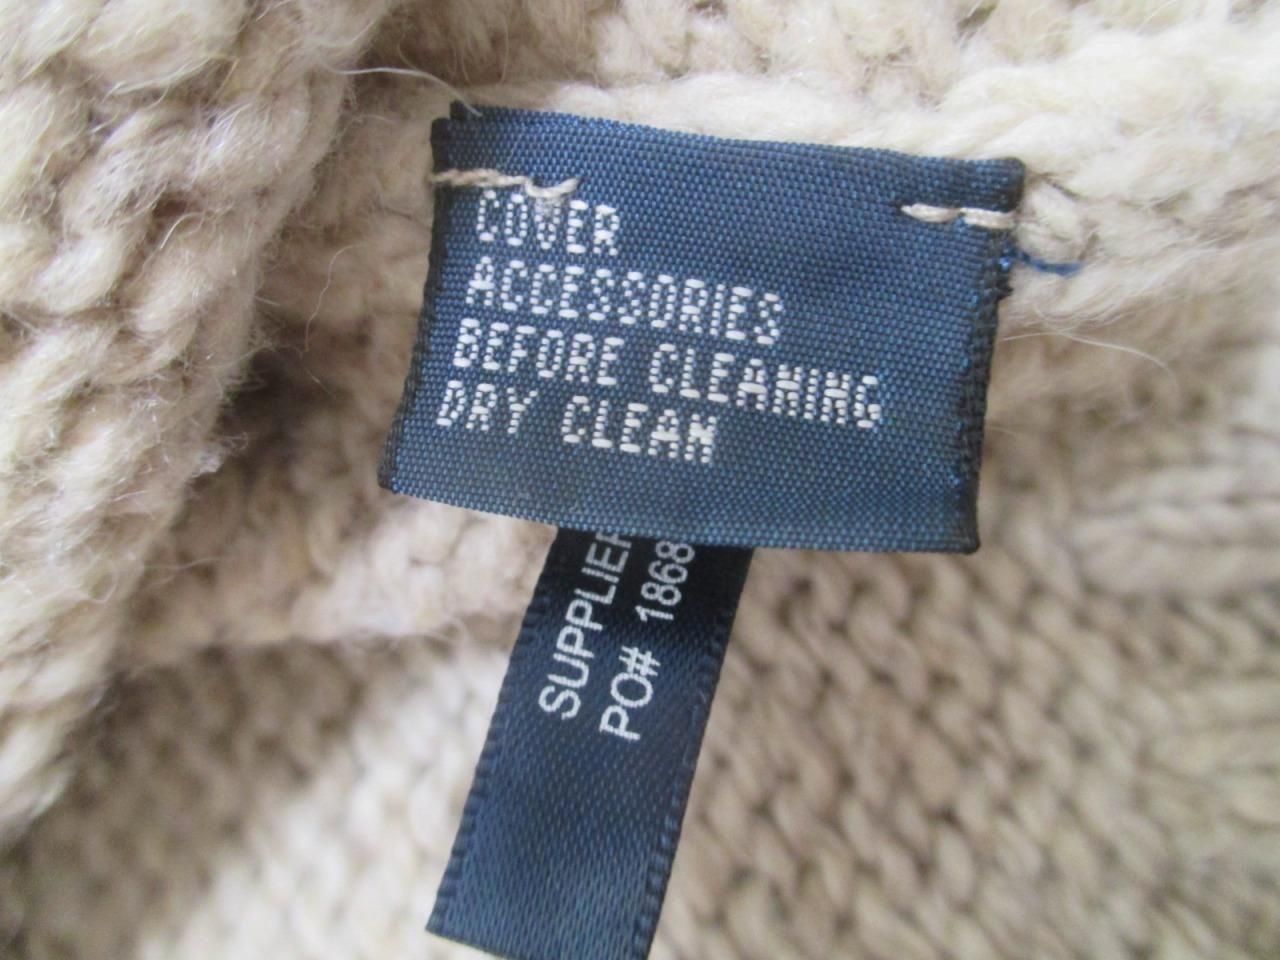 COVER
ACCESSORIES
BEFORE CLEANING
DRY CLEAN
SUPPLIER
PO# 1868